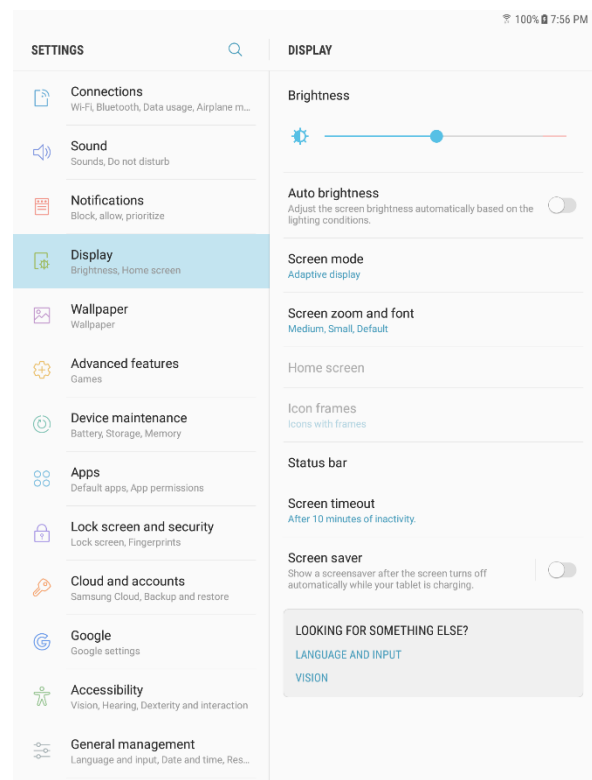 100% 7:56 PM
SETTINGS
Connections
Wi-Fi, Bluetooth, Data usage, Airplane m...
Sound
Sounds, Do not disturb
Notifications
Block, allow, prioritize
Display
Brightness, Home screen
Wallpaper
Wallpaper
Advanced features
Games
Device maintenance
Battery, Storage, Memory
Apps
Default apps, App permissions
Lock screen and security
Lock screen, Fingerprints
Cloud and accounts
Samsung Cloud, Backup and restore
Google
Google settings
Accessibility
Vision, Hearing, Dexterity and interaction
General management
Language and input, Date and time, Res...
DISPLAY
Brightness
Auto brightness
Adjust the screen brightness automatically based on the
lighting conditions.
Screen mode
Adaptive display
Screen zoom and font
Medium, Small, Default
Home screen
Icon frames
Icons with frames
Status bar
Screen timeout
After 10 minutes of inactivity.
Screen saver
Show a screensaver after the screen turns off
automatically while your tablet is charging.
LOOKING FOR SOMETHING ELSE?
LANGUAGE AND INPUT
VISION